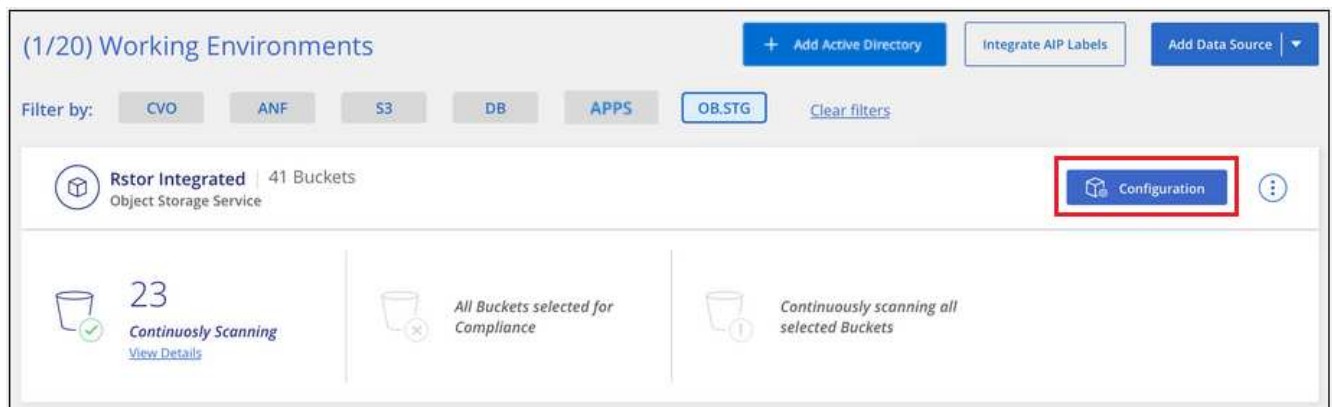 (1/20) Working Environments
+ Add Active Directory
Integrate AIP Labels
Add Data Source
Filter by:
CVO
ANF
S3
DB
APPS
OB.STG
Clear filters
Rstor Integrated | 41 Buckets
Object Storage Service
Configuration
23
Continuosly Scanning
View Details
All Buckets selected for
Compliance
Continuously scanning all
selected Buckets